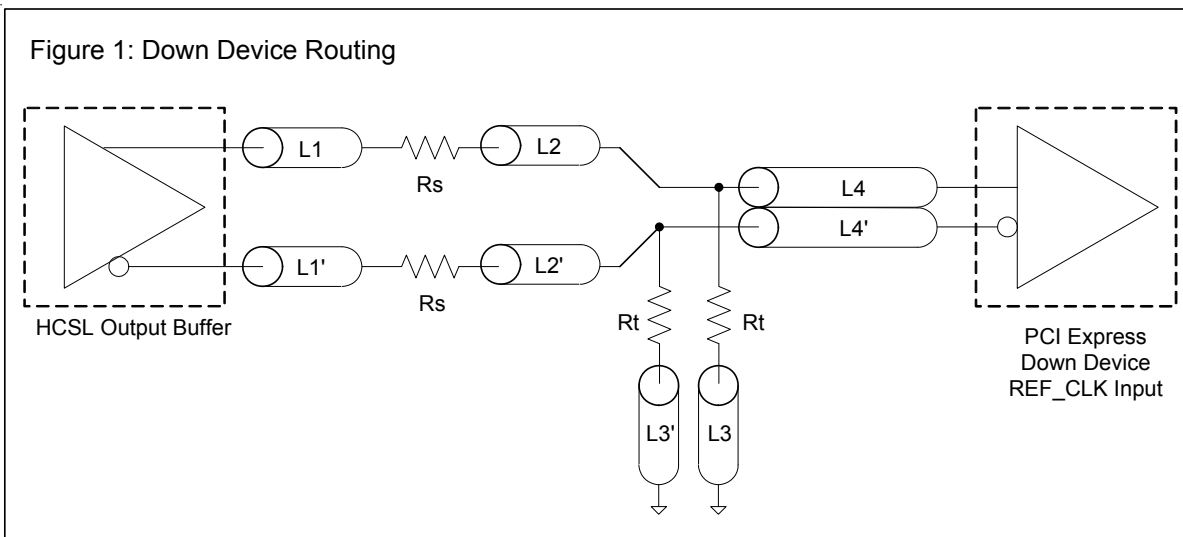 Figure 1: Down Device Routing
L1
Rs
L2
L4
L4'
L1'
Rs
L2'
HCSL Output Buffer
Rt
Rt
PCI Express
Down Device
REF_CLK Input
L3'
L3